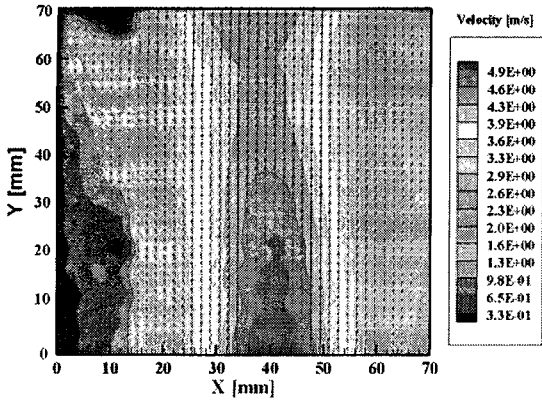 Velocity [m/s]
4.9E+00
4.6E+00
4.3E+00
3.9E+00
3.6E+00
3.3E+00
2.9E+00
2.6E+00
2.3E+00
2.0E+00
1.6E+00
1.3E+00
9.8E-01
6.5E-01
3.3E-01
Y [mm]
70
60
50
40
30
20
10
0
0 10 20 30 40 50 60 70
X [mm]